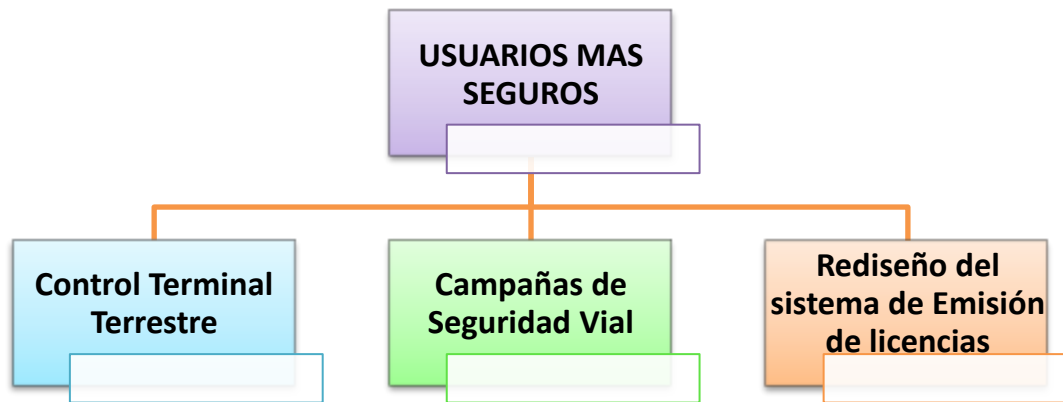 USUARIOS MAS
SEGUROS
Control Terminal
Terrestre
Campañas de
Seguridad Vial
Rediseño del
sistema de Emisión
de licencias